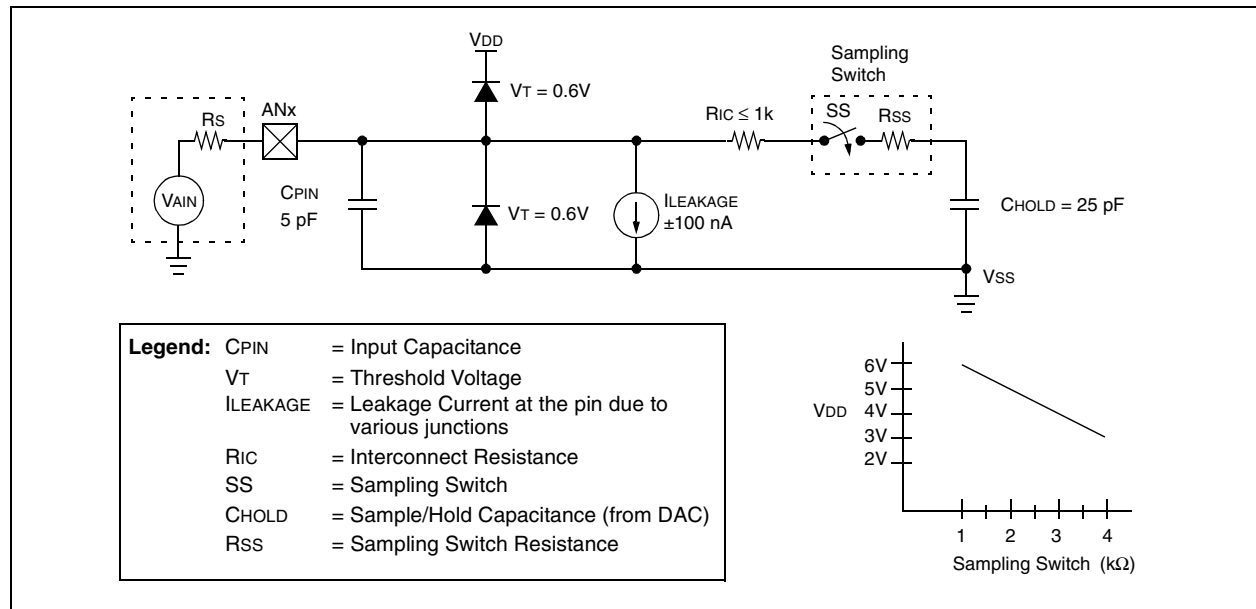 VDD
Sampling
Switch
VT = 0.6V
RS
ANx
RIC ≤ 1k
SS
RSS
VAIN
CPIN
5 pF
VT = 0.6V
ILEAKAGE
±100 nA
CHOLD = 25 pF
VSS
Legend: CPIN = Input Capacitance
VT = Threshold Voltage
ILEAKAGE = Leakage Current at the pin due to
various junctions
RIC = Interconnect Resistance
SS = Sampling Switch
CHOLD = Sample/Hold Capacitance (from DAC)
RSS = Sampling Switch Resistance
VDD
6V
5V
4V
3V
2V
1 2 3 4
Sampling Switch (kΩ)